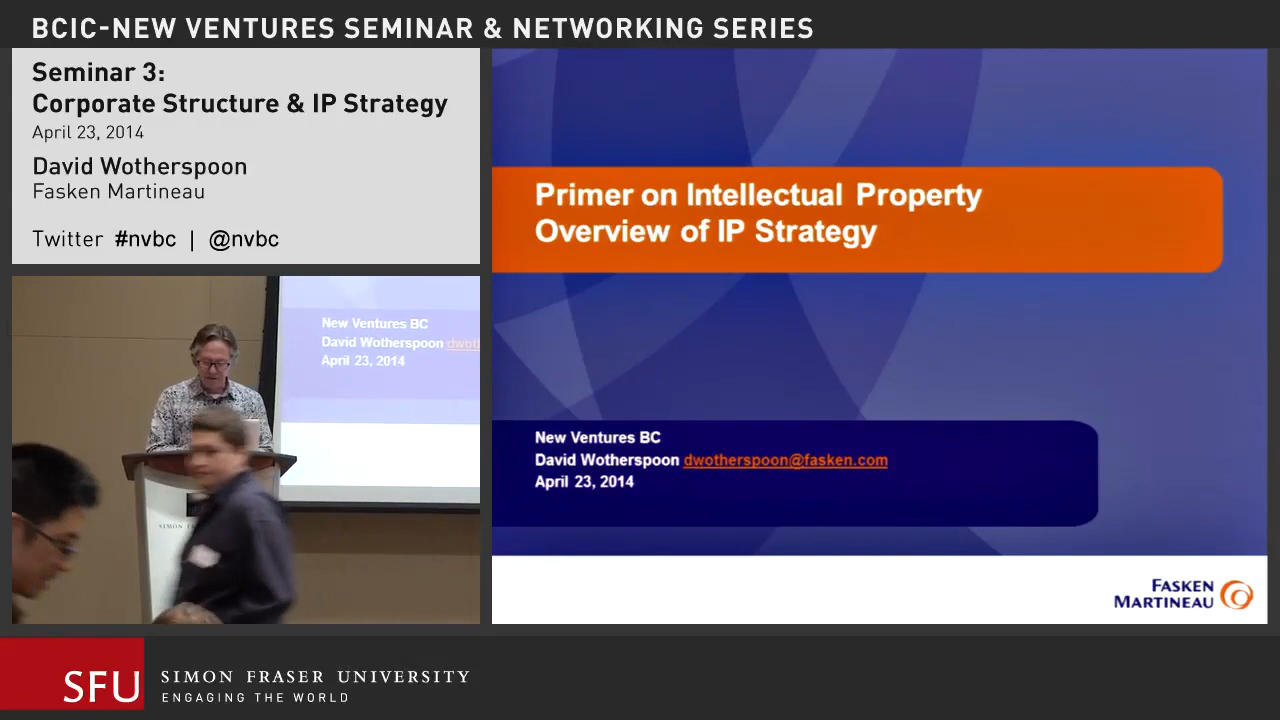 BCIC-NEW VENTURES SEMINAR & NETWORKING SERIES
Seminar 3:
Corporate Structure & IP Strategy
April 23, 2014
David Wotherspoon
Fasken Martineau
Twitter #nvbc | @nvbc
New Ventures BC
David Wotherspoon
April 23, 2014
SIMON
Primer on Intellectual Property
Overview of IP Strategy
New Ventures BC
David Wotherspoon dwotherspoon@fasken.com
April 23, 2014
FASKEN
MARTINEAU
SFU
SIMON FRASER UNIVERSITY
ENGAGING THE WORLD